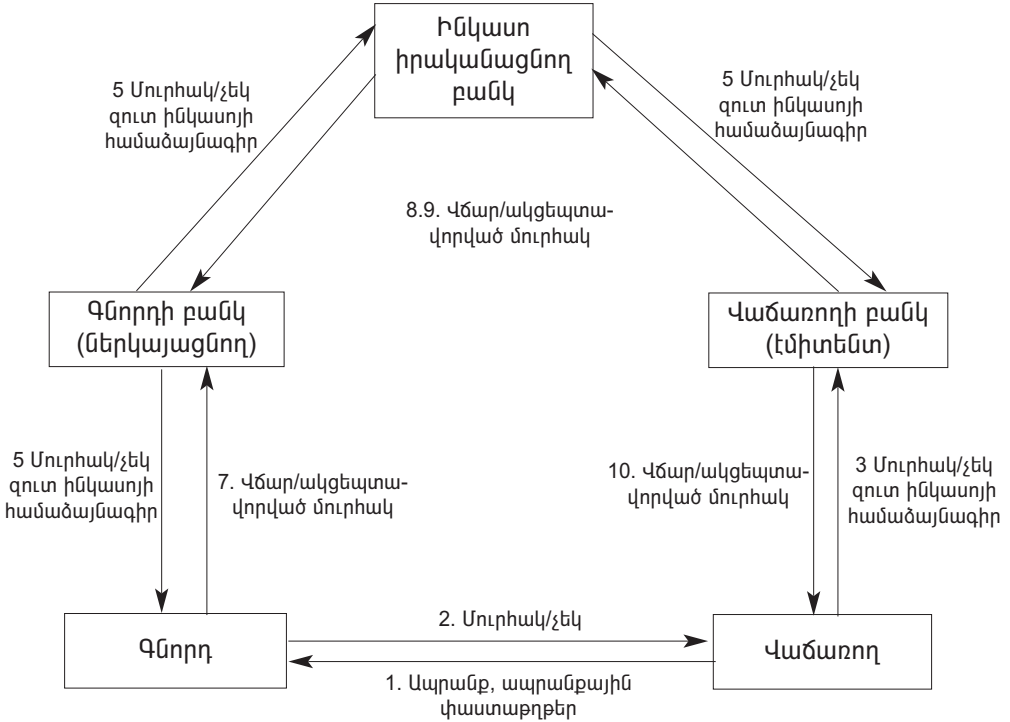 Ինկասո
իրականացնող
բանկ
5 Մուրհակ/չեկ
զուտ ինկասոյի
համաձայնագիր
5 Մուրհակ/չեկ
զուտ ինկասոյի
համաձայնագիր
8.9. Վճար/ակցեպտա-
վորված մուրհակ
Գնորդի բանկ
(ներկայացնող)
Վաճառողի բանկ
(էմիտենտ)
5 Մուրհակ/չեկ
զուտ ինկասոյի
համաձայնագիր
7. Վճար/ակցեպտա-
վորված մուրհակ
10. Վճար/ակցեպտա-
վորված մուրհակ
3 Մուրհակ/չեկ
զուտ ինկասոյի
համաձայնագիր
Գնորդ
2. Մուրհակ/չեկ
Վաճառող
1. Ապրանք, ապրանքային
փաստաթղթեր